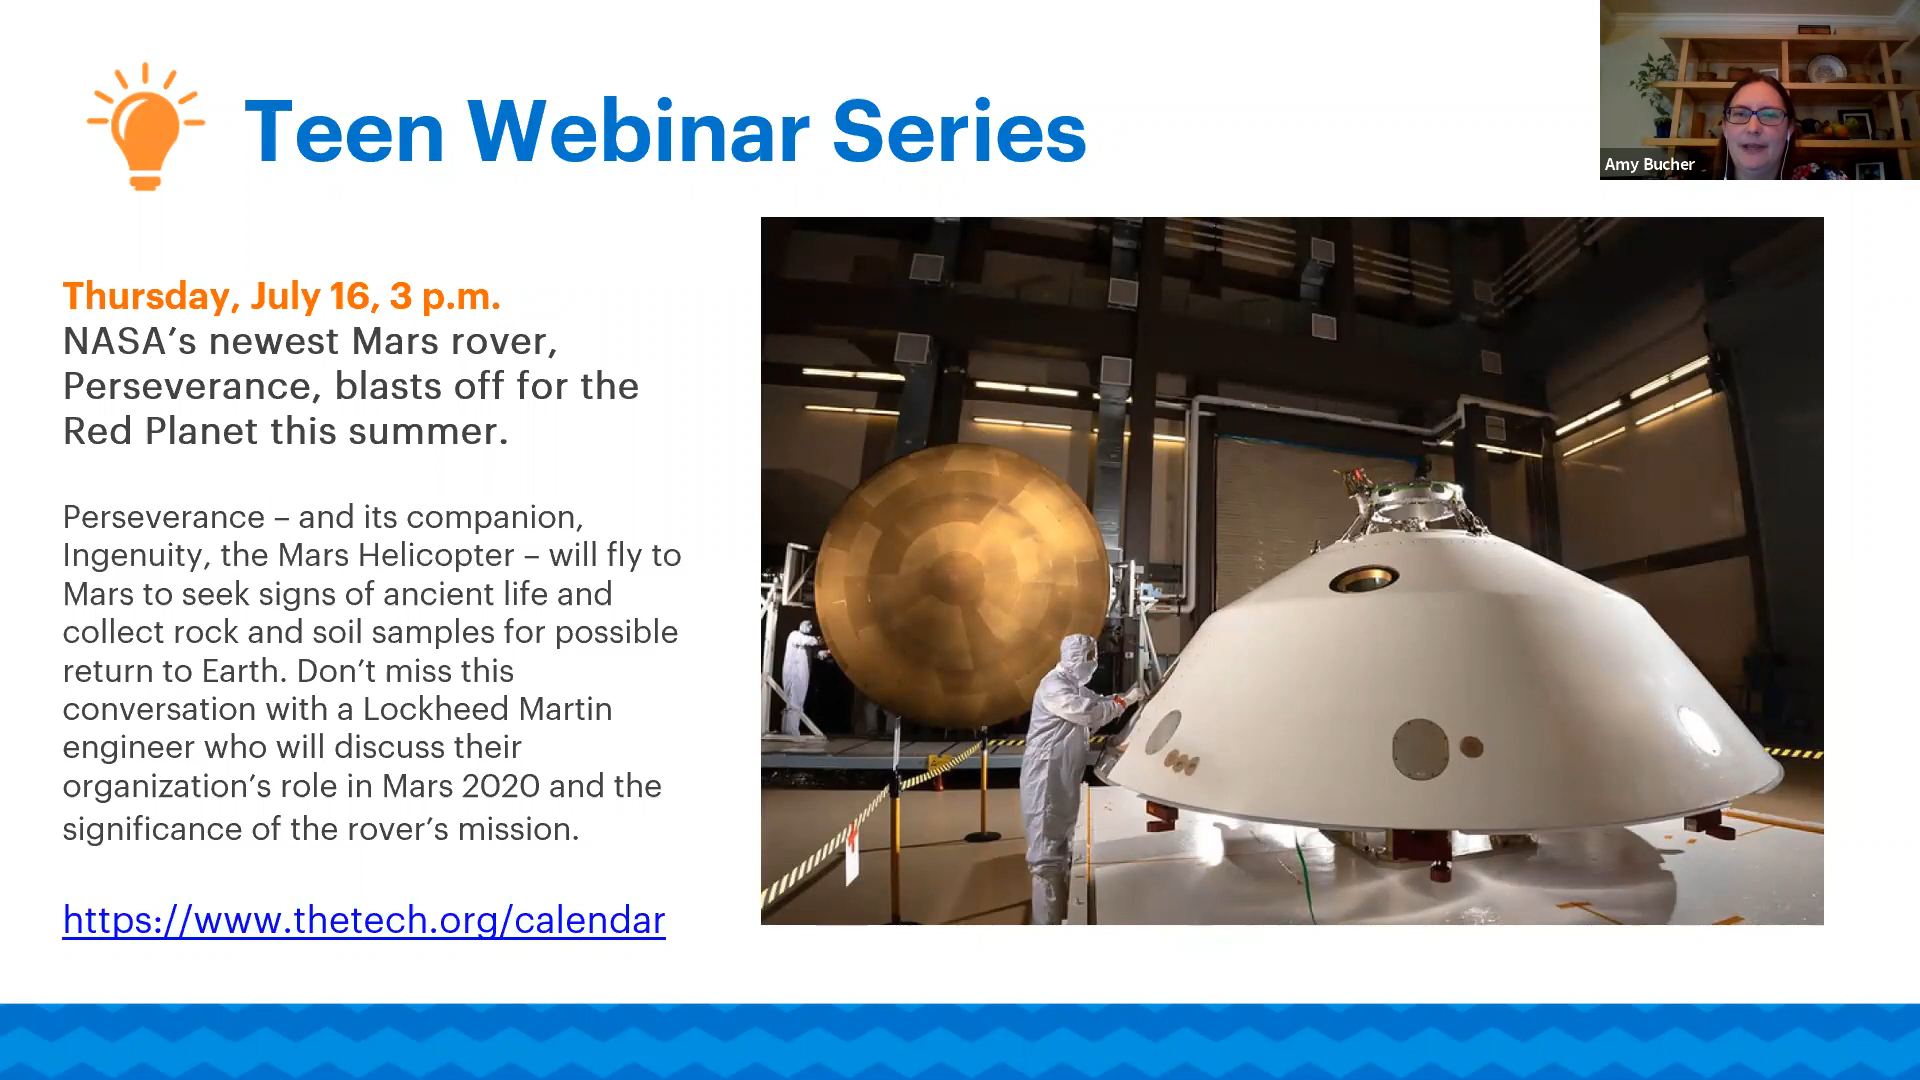 Teen Webinar Series
Amy Bucher
Thursday, July 16, 3 p.m.
NASA’s newest Mars rover,
Perseverance, blasts off for the
Red Planet this summer.
Perseverance – and its companion,
Ingenuity, the Mars Helicopter – will fly to
Mars to seek signs of ancient life and
collect rock and soil samples for possible
return to Earth. Don’t miss this
conversation with a Lockheed Martin
engineer who will discuss their
organization’s role in Mars 2020 and the
significance of the rover’s mission.
https://www.thetech.org/calendar